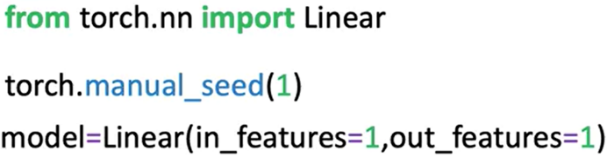 from torch.nn import Linear
torch.manual_seed(1)
model=Linear(in_features=1,out_features=1)